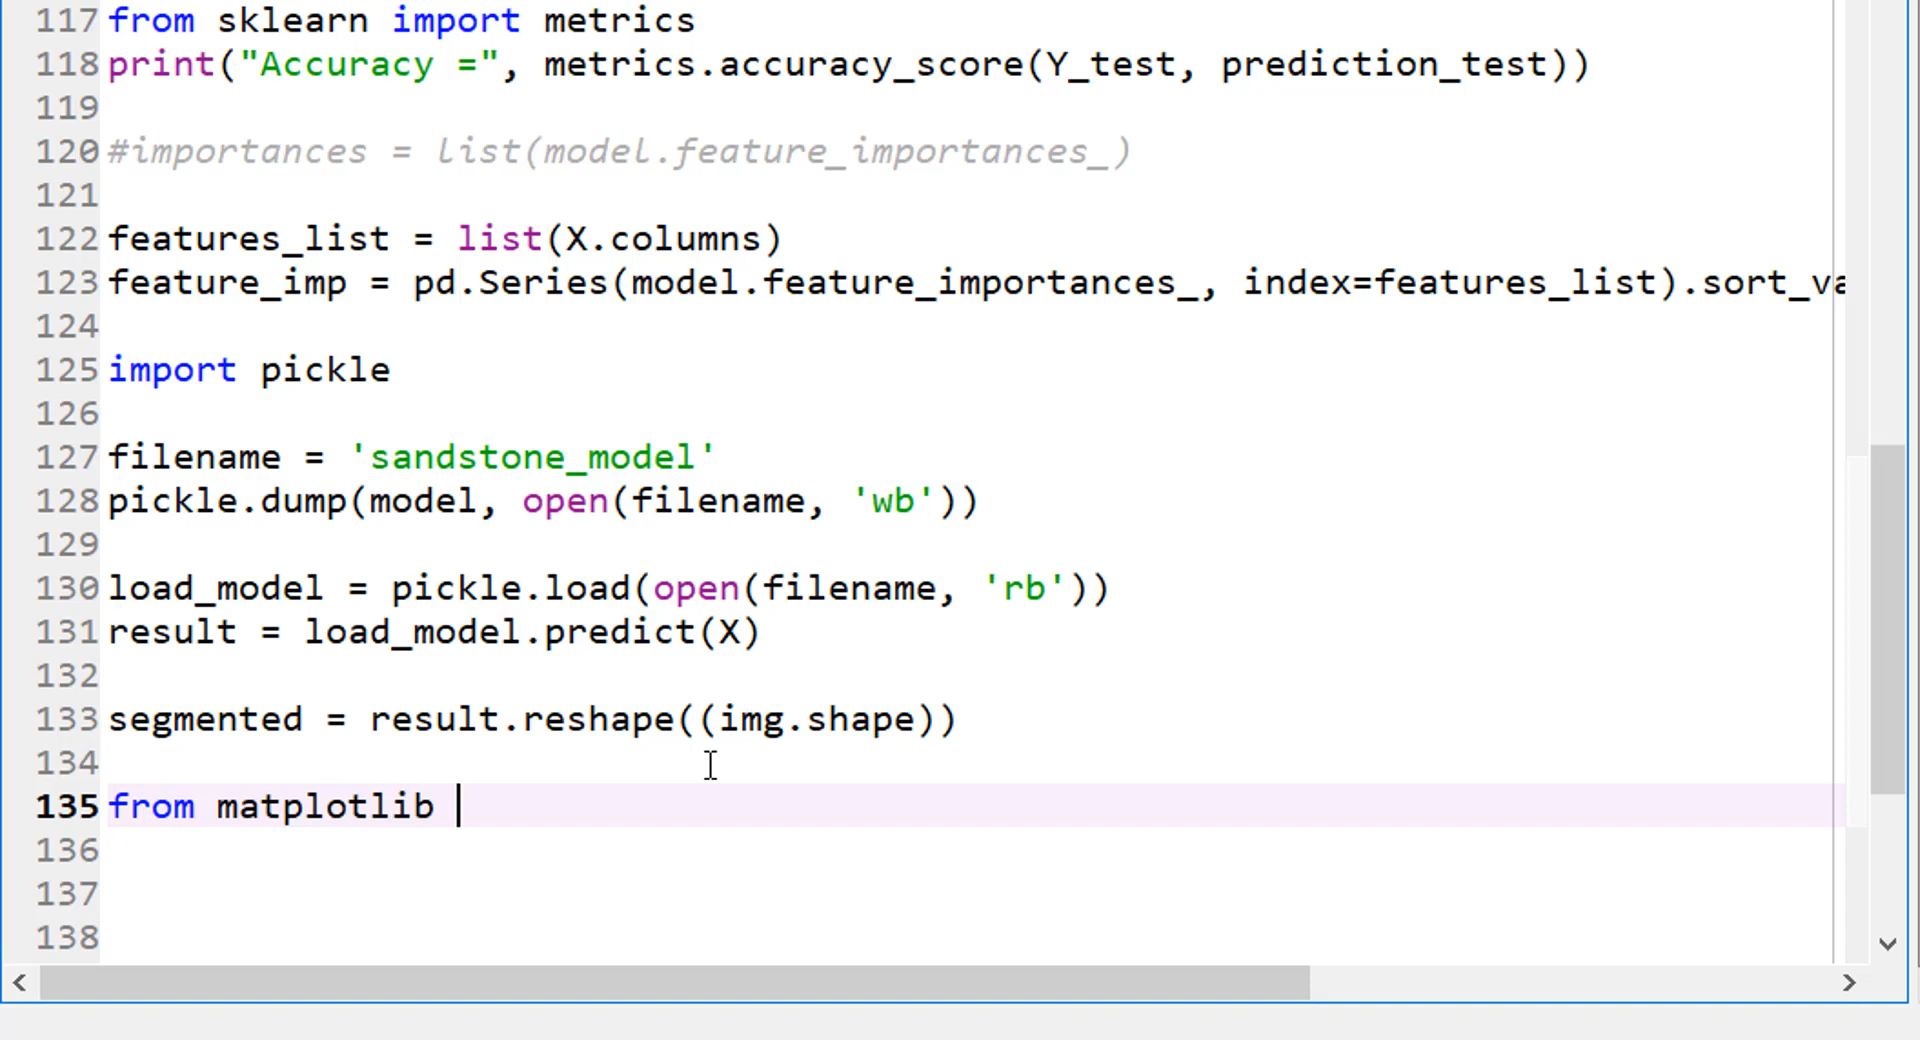 117 from sklearn import metrics
118 print("Accuracy =", metrics.accuracy_score(Y_test, prediction_test))
119
120 #importances = list(model.feature_importances_)
121
122 features_list = list(X.columns)
123 feature_imp = pd.Series(model.feature_importances_, index=features_list).sort_va
124
125 import pickle
126
127 filename = 'sandstone_model'
128 pickle.dump(model, open(filename, 'wb'))
129
130 load_model = pickle.load(open(filename, 'rb'))
131 result = load_model.predict(X)
132
133 segmented = result.reshape((img.shape))
134
135 from matplotlib
136
137
138